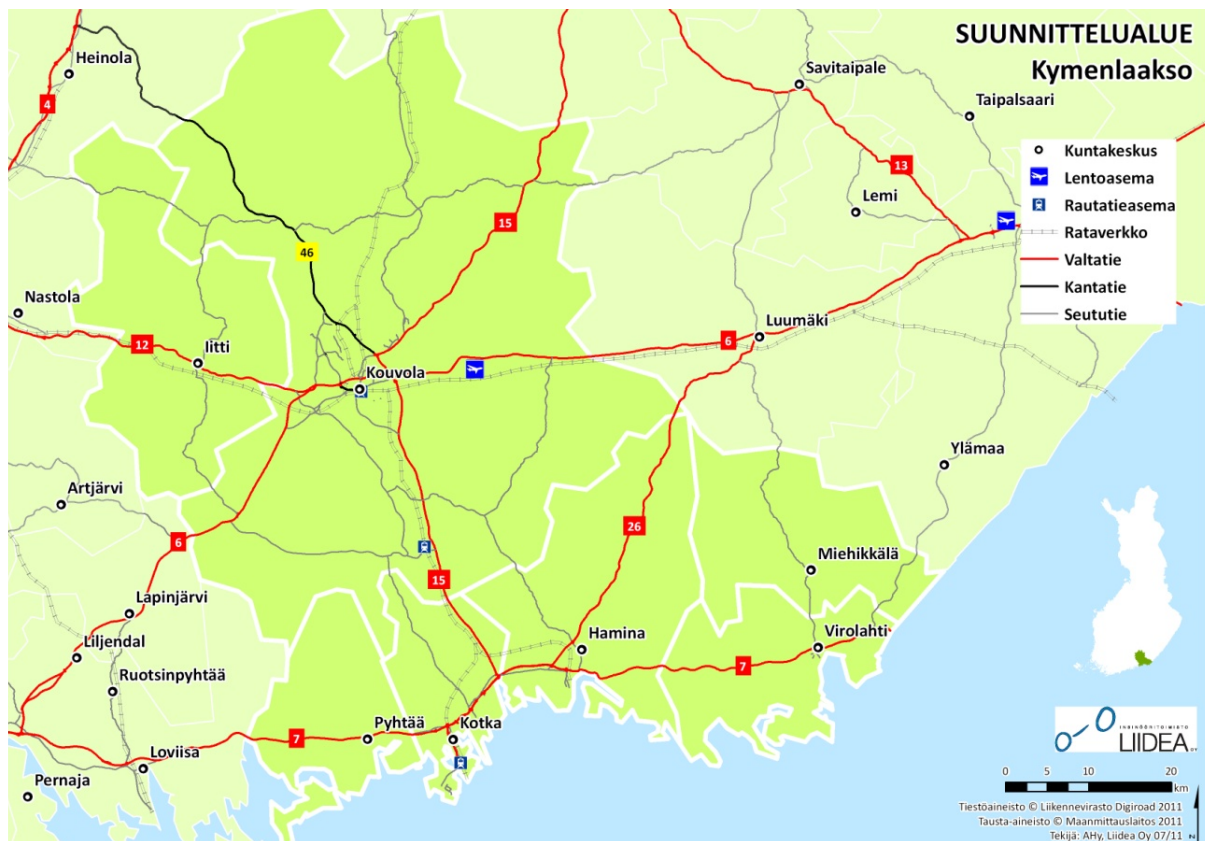 SUUNNITTELUALUE
Kymenlaakso
Heinola
4
Savitaipale
Taipalsaari
Kuntakeskus
Lentoasema
Rautatieasema
Rataverkko
Valtatie
Kantatie
Seututie
13
Lemi
15
46
Nastola
12
Iitti
Luumäki
6
Kouvola
Ylämaa
Artjärvi
6
26
15
Miehikkälä
Lapinjärvi
Liljendal
Ruotsinpyhtää
Hamina
Virolahti
7
Pyhtää
Kotka
7
Loviisa
Pernaja
INSINÖÖRITOIMISTO
LIIDEA OY
0 5 10 20
km
Tiestöaineisto © Liikennevirasto Digiroad 2011
Tausta-aineisto © Maanmittauslaitos 2011
Tekijä: AHy, Liidea Oy 07/11
N